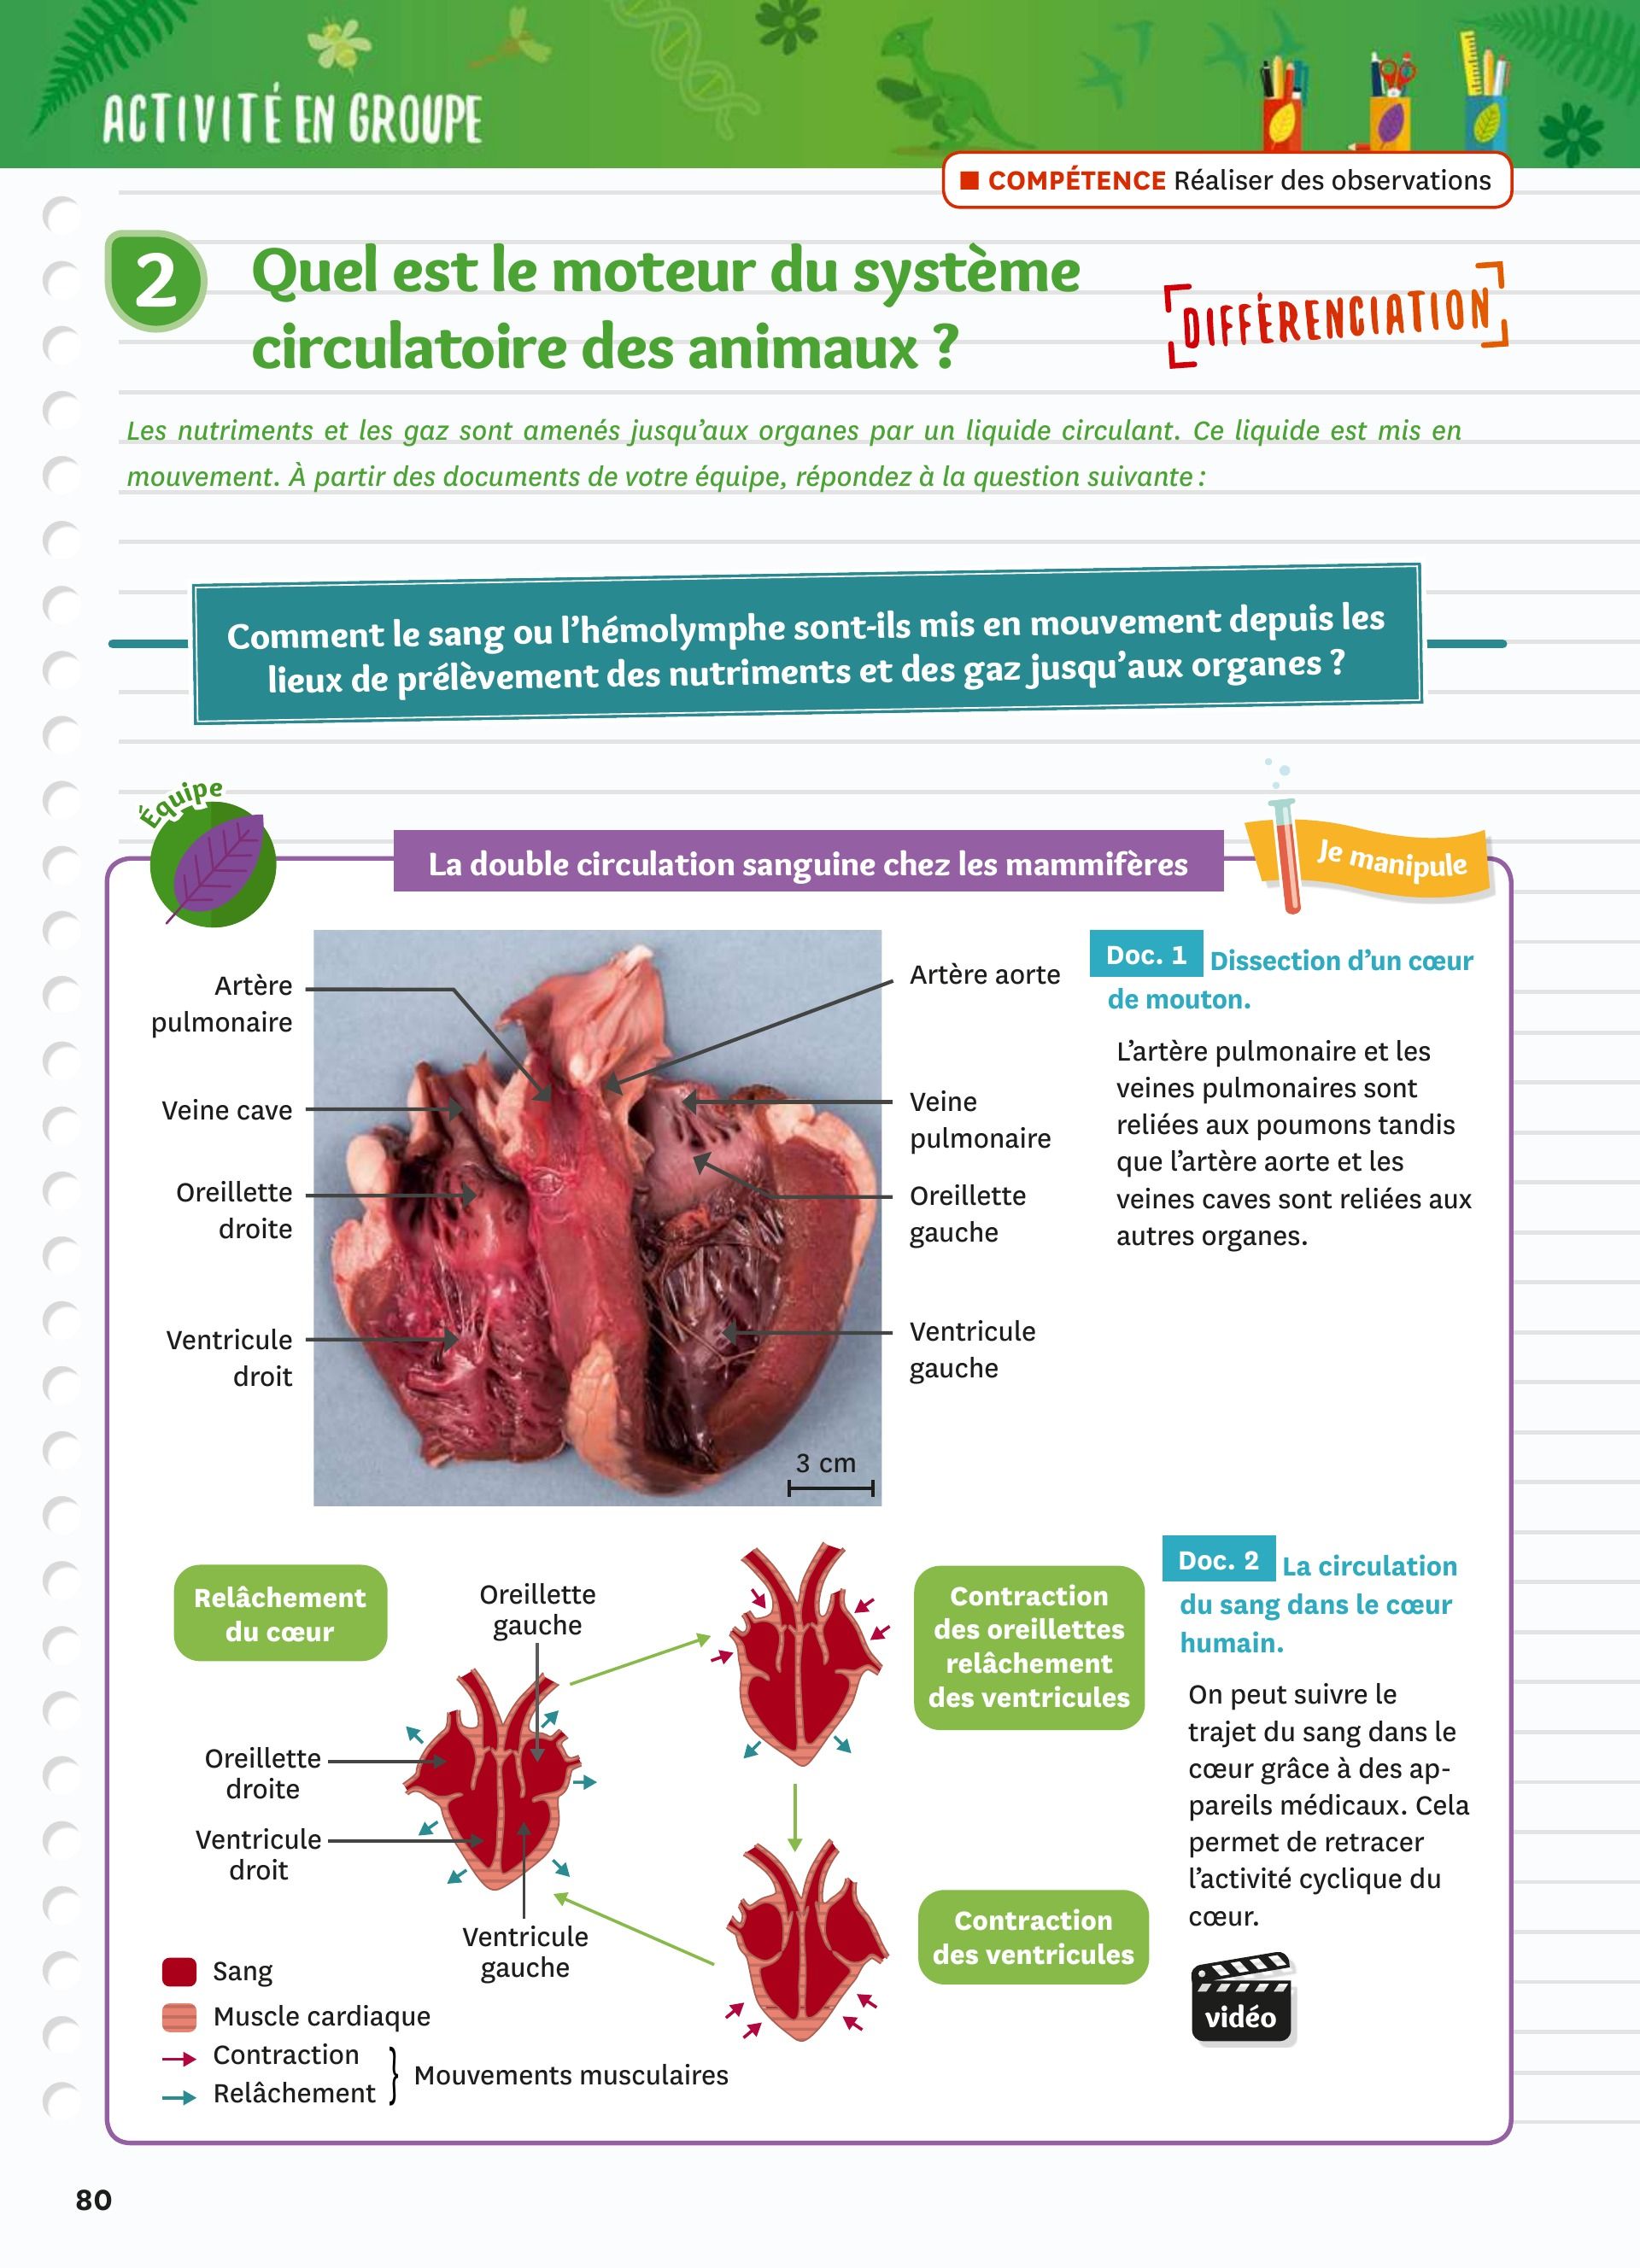 ACTIVITÉ EN GROUPE
COMPÉTENCE Réaliser des observations
2
Quel est le moteur du système
circulatoire des animaux ?
DIFFÉRENCIATION
Les nutriments et les gaz sont amenés jusqu’aux organes par un liquide circulant. Ce liquide est mis en
mouvement. À partir des documents de votre équipe, répondez à la question suivante :
Comment le sang ou l’hémolymphe sont-ils mis en mouvement depuis les
lieux de prélèvement des nutriments et des gaz jusqu’aux organes ?
Équipe
La double circulation sanguine chez les mammifères
Je manipule
Artère
pulmonaire
Veine cave
Oreillette
droite
Ventricule
droit
Artère aorte
Veine
pulmonaire
Oreillette
gauche
Ventricule
gauche
3 cm
Doc. 1 Dissection d’un cœur
de mouton.
L’artère pulmonaire et les
veines pulmonaires sont
reliées aux poumons tandis
que l’artère aorte et les
veines caves sont reliées aux
autres organes.
Relâchement
du cœur
Oreillette
gauche
Oreillette
droite
Ventricule
droit
Ventricule
gauche
Contraction
des oreillettes
relâchement
des ventricules
Contraction
des ventricules
Sang
Muscle cardiaque
Contraction
Relâchement
Mouvements musculaires
Doc. 2 La circulation
du sang dans le cœur
humain.
On peut suivre le
trajet du sang dans le
cœur grâce à des ap-
pareils médicaux. Cela
permet de retracer
l’activité cyclique du
cœur.
vidéo
80